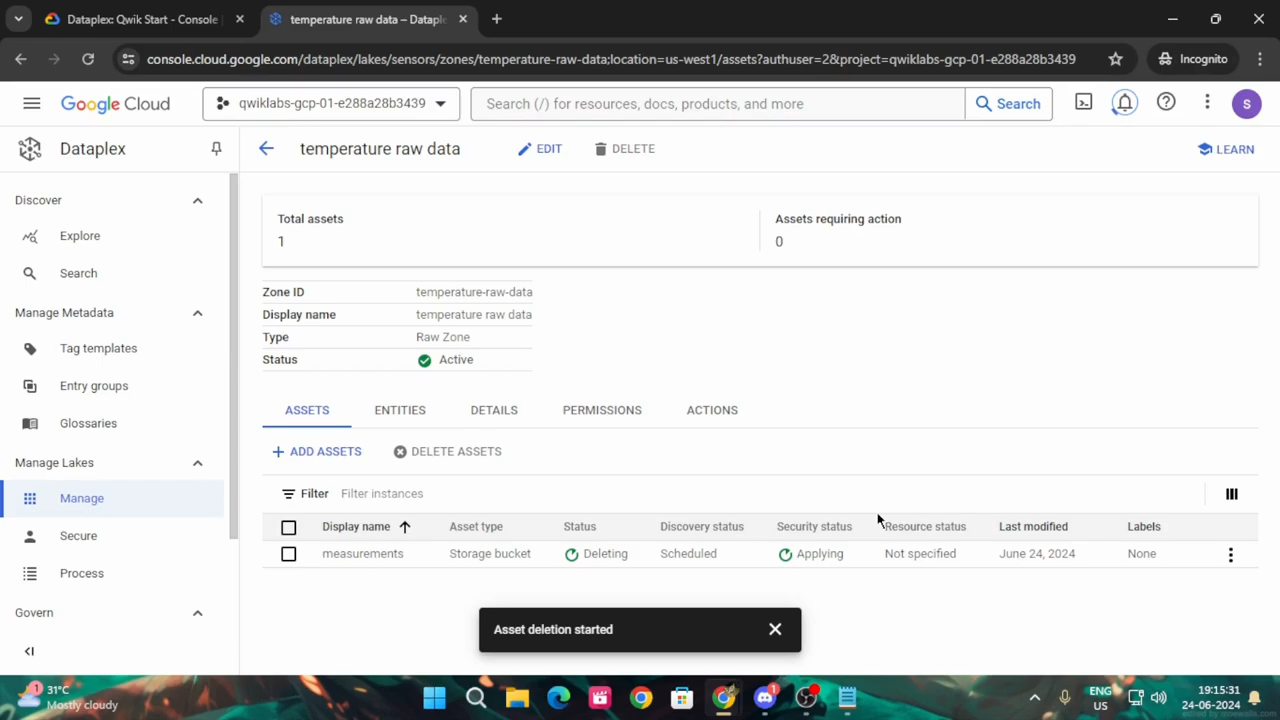 Dataplex: Qwik Start - Console
temperature raw data – Datapl
console.cloud.google.com/dataplex/lakes/sensors/zones/temperature-raw-data;location=us-west1/assets?authuser=2&project=qwiklabs-gcp-01-e288a28b3439
Incognito
Google Cloud
qwiklabs-gcp-01-e288a28b3439
Search (/) for resources, docs, products, and more
Search
S
Dataplex
temperature raw data
EDIT
DELETE
LEARN
Discover
Explore
Search
Manage Metadata
Tag templates
Entry groups
Glossaries
Manage Lakes
Manage
Secure
Process
Govern
Total assets
1
Assets requiring action
0
Zone ID temperature-raw-data
Display name temperature raw data
Type Raw Zone
Status Active
ASSETS ENTITIES DETAILS PERMISSIONS ACTIONS
+ ADD ASSETS DELETE ASSETS
Filter Filter instances
Display name Asset type Status Discovery status Security status Resource status Last modified Labels
measurements Storage bucket Deleting Scheduled Applying Not specified June 24, 2024 None
Asset deletion started
1
31°C
Mostly cloudy
1
ENG
US
19:15:31
24-06-2024